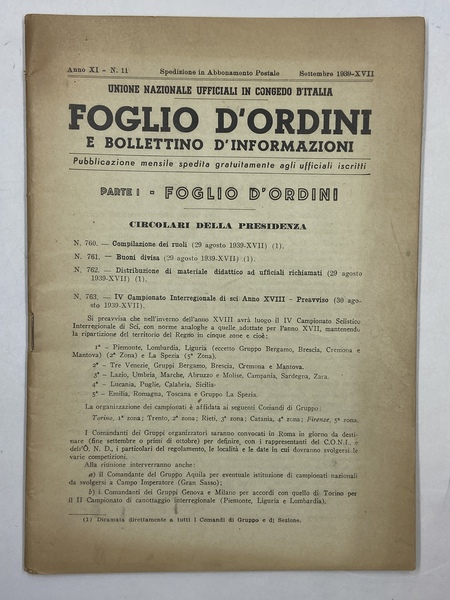 Anno XI - N. 11 Spedizione in Abbonamento Postale Settembre 1939-XVII
UNIONE NAZIONALE UFFICIALI IN CONGEDO D'ITALIA
FOGLIO D'ORDINI
E BOLLETTINO D'INFORMAZIONI
Pubblicazione mensile spedita gratuitamente agli ufficiali iscritti
PARTE I - FOGLIO D'ORDINI
CIRCOLARI DELLA PRESIDENZA
N. 760. — Compilazione dei ruoli (29 agosto 1939-XVII) (1).
N. 761. — Buoni divisa (29 agosto 1939-XVII) (1).
N. 762. — Distribuzione di materiale didattico ad ufficiali richiamati (29 agosto
1939-XVII) (1).
N. 763. — IV Campionato Interregionale di sci Anno XVIII - Preavviso (30 ago-
sto 1939-XVII).
Si preavvisa che nell'inverno dell'anno XVIII avrà luogo il IV Campionato Sciistico
Interregionale di Sci, con norme analoghe a quelle adottate per l'anno XVII, mantenendo
la ripartizione del territorio del Regno in cinque zone e cioè:
1ª - Piemonte, Lombardia, Liguria (eccetto Gruppo Bergamo, Brescia, Cremona e
Mantova) (2ª Zona) e La Spezia (5ª Zona).
2ª - Tre Venezie, Gruppi Bergamo, Brescia, Cremona e Mantova.
3ª - Lazio, Umbria, Marche, Abruzzo e Molise, Campania, Sardegna, Zara.
4ª - Lucania, Puglie, Calabria, Sicilia.
5ª - Emilia, Romagna, Toscana e Gruppo La Spezia.
La organizzazione dei campionati è affidata ai seguenti Comandi di Gruppo:
Torino, 1ª zona; Trento, 2ª zona; Rieti, 3ª zona; Catania, 4ª zona; Firenze, 5ª zona.
I Comandanti dei Gruppi organizzatori saranno convocati in Roma in giorno da desti-
nare (fine settembre o primi di ottobre) per definire, con i rappresentanti del C.O.N.I. e
dell'O. N. D., i particolari del regolamento, le località e le date in cui dovranno svolgersi le
varie competizioni.
Alla riunione interverranno anche:
a) il Comandante del Gruppo Aquila per eventuale istituzione di campionati nazionali
da svolgersi a Campo Imperatore (Gran Sasso);
b) i Comandanti dei Gruppi Genova e Milano per accordi con quello di Torino per
il II Campionato di canottaggio interregionale (Piemonte, Liguria e Lombardia).
(1) Diramata direttamente a tutti i Comandi di Gruppo e di Sezione.